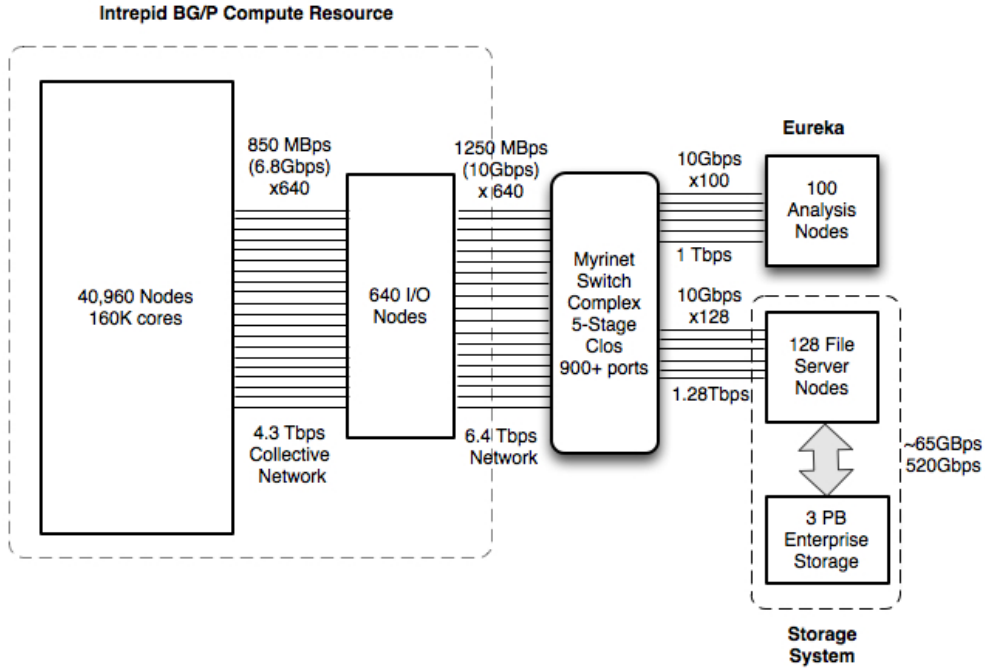 Intrepid BG/P Compute Resource
40,960 Nodes
160K cores
850 MBps
(6.8Gbps)
x640
4.3 Tbps
Collective
Network
640 I/O
Nodes
1250 MBps
(10Gbps)
x 640
6.4 Tbps
Network
Myrinet
Switch
Complex
5-Stage
Clos
900+ ports
10Gbps
x100
1 Tbps
Eureka
100
Analysis
Nodes
10Gbps
x128
1.28Tbps
128 File
Server
Nodes
~65GBps
520Gbps
3 PB
Enterprise
Storage
Storage
System